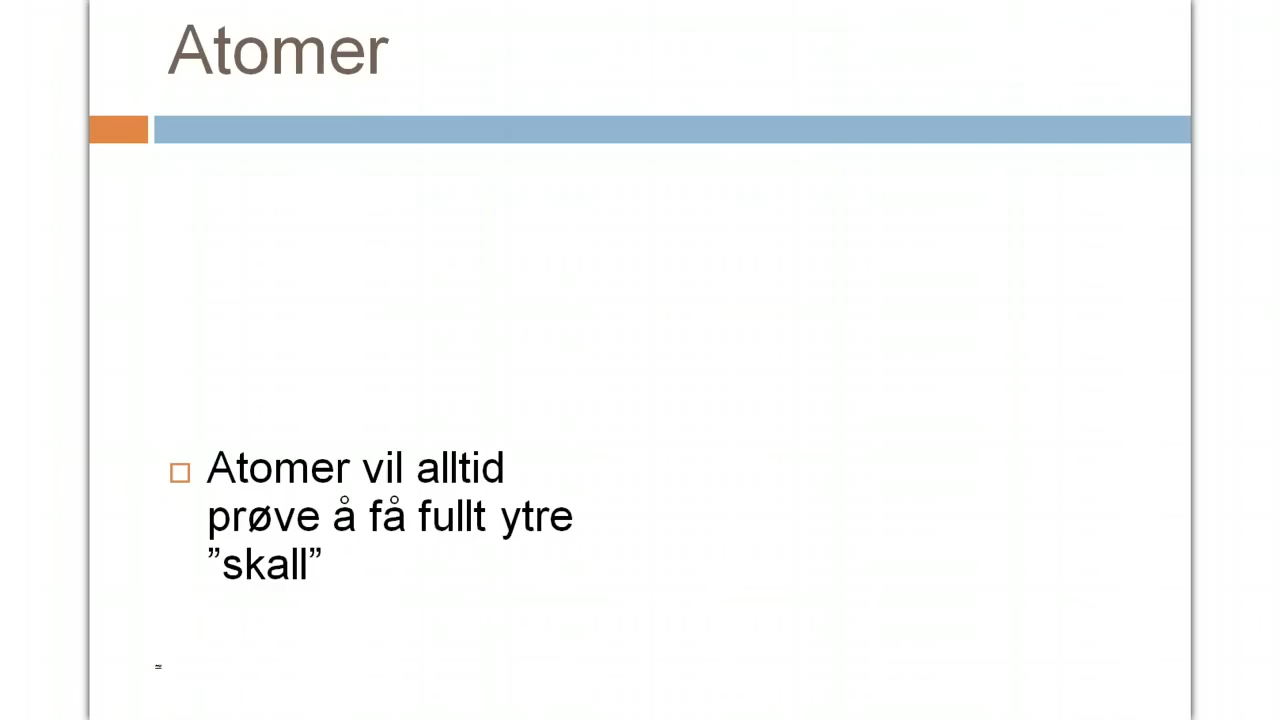 Atomer
Atomer vil alltid
prøve å få fullt ytre
”skall”